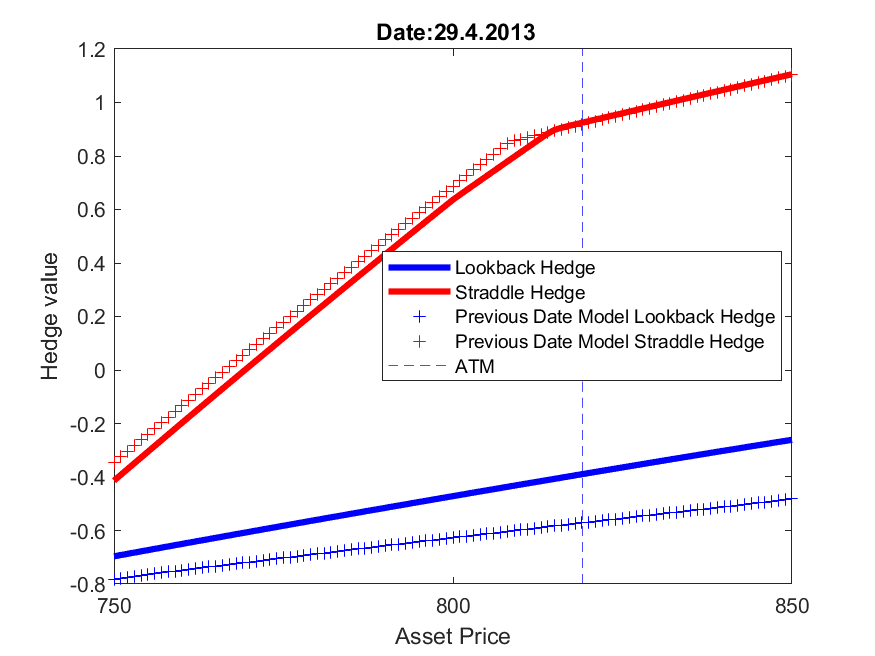 Date:29.4.2013
1.2
1
0.8
0.6
0.4
0.2
0
-0.2
-0.4
-0.6
-0.8
Hedge value
Lookback Hedge
Straddle Hedge
Previous Date Model Lookback Hedge
Previous Date Model Straddle Hedge
ATM
750
800
850
Asset Price